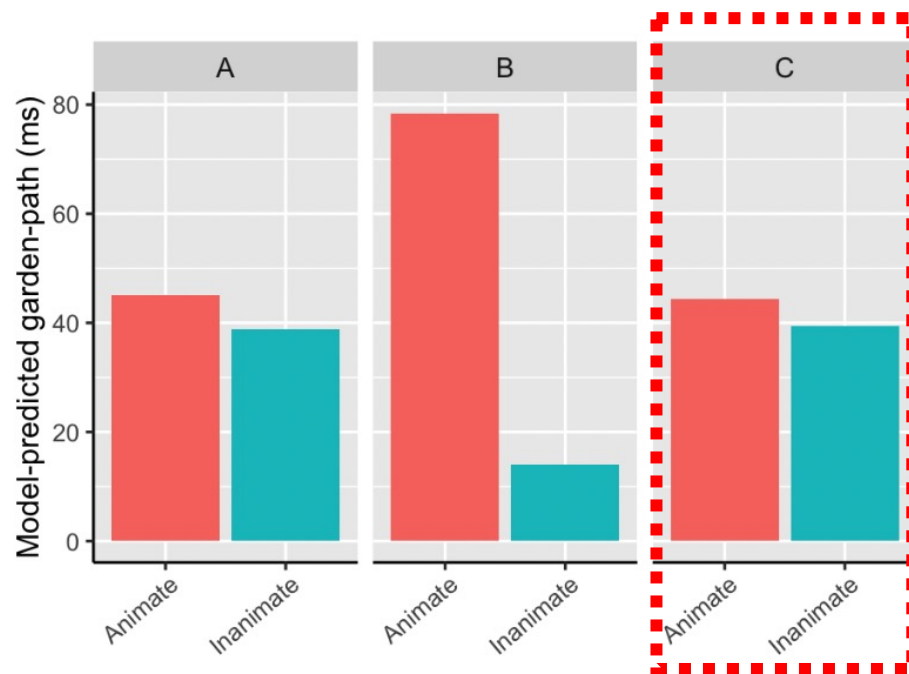 A B C
Model-predicted garden-path (ms)
80
60
40
20
0
Animate Inanimate Animate Inanimate Animate Inanimate